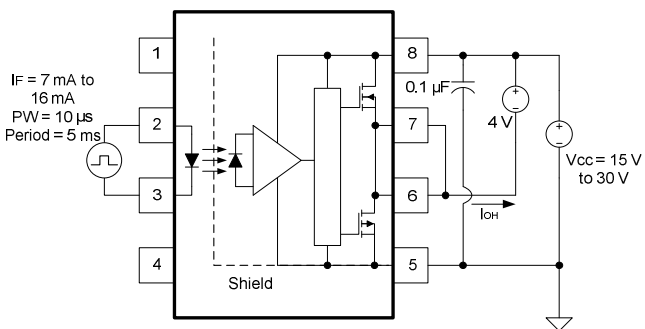 1
2
3
4
8
7
6
5
IF = 7 mA to
16 mA
PW = 10 µs
Period = 5 ms
Shield
0.1 µF
4 V
IOH
Vcc = 15 V
to 30 V